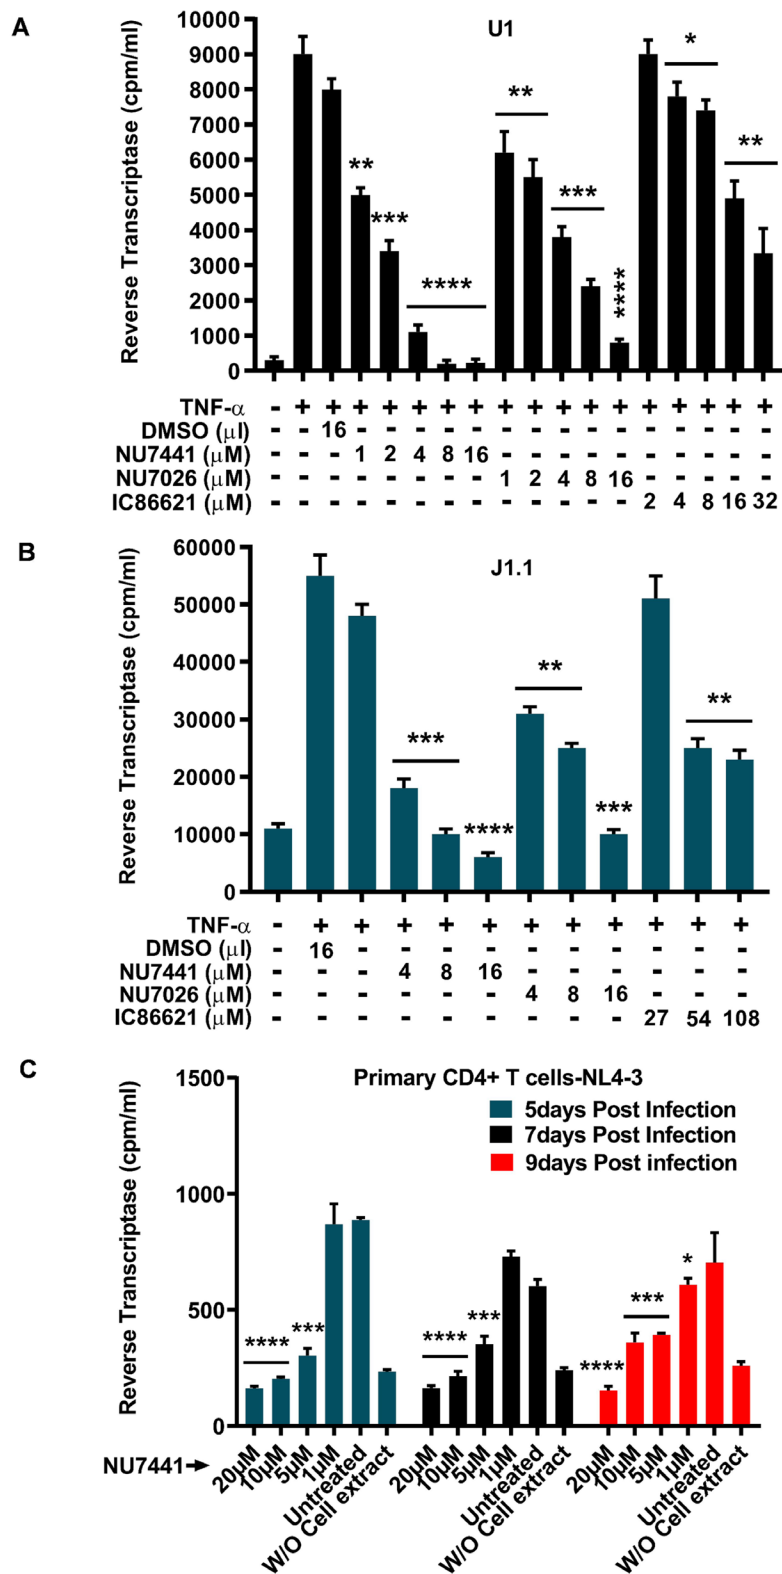 A
U1
Reverse Transcriptase (cpm/ml)
10000
9000
8000
7000
6000
5000
4000
3000
2000
1000
0
** *** **** ** *** **** * **
TNF-α - + + + + + + + + + + + + + + + + +
DMSO (μl) - - 16 - - - - - - - - - - - - - - -
NU7441 (μM) - - - 1 2 4 8 16 - - - - - - - - - -
NU7026 (μM) - - - - - - - - 1 2 4 8 16 - - - - -
IC86621 (μM) - - - - - - - - - - - - - 2 4 8 16 32
B
J1.1
Reverse Transcriptase (cpm/ml)
60000
50000
40000
30000
20000
10000
0
*** **** ** *** **
TNF-α - + + + + + + + + + + +
DMSO (μl) - 16 - - - - - - - - - -
NU7441 (μM) - - - 4 8 16 - - - - - -
NU7026 (μM) - - - - - - 4 8 16 - - -
IC86621 (μM) - - - - - - - - - 27 54 108
C
Primary CD4+ T cells-NL4-3
5days Post Infection
7days Post Infection
9days Post infection
Reverse Transcriptase (cpm/ml)
1500
1000
500
0
**** *** **** *** **** *** *
NU7441
20μM
10μM
5μM
1μM
Untreated
W/O Cell extract
20μM
10μM
5μM
1μM
Untreated
W/O Cell extract
20μM
10μM
5μM
1μM
Untreated
W/O Cell extract